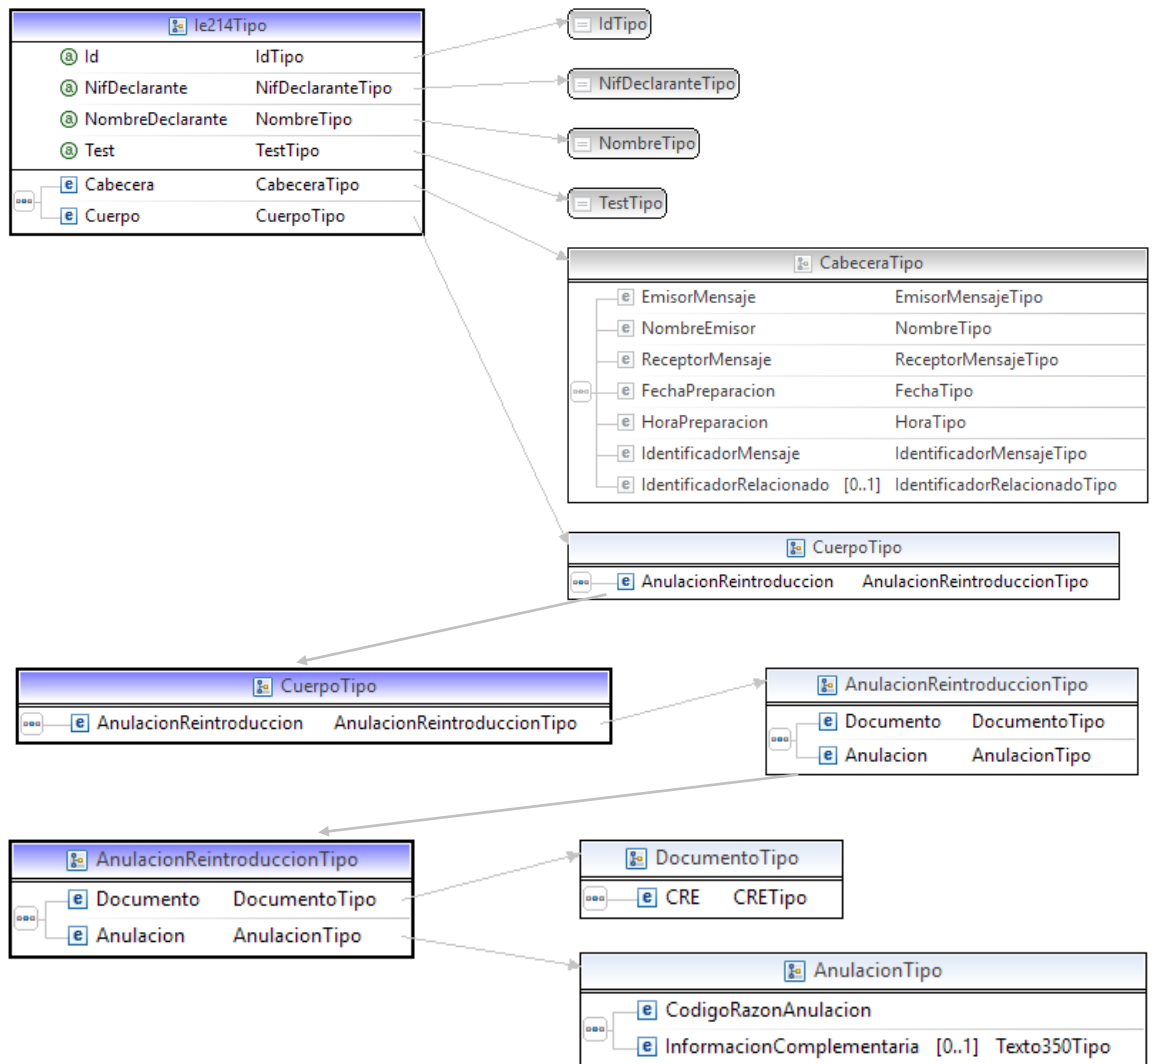 Ie214Tipo
Id IdTipo
NifDeclarante NifDeclaranteTipo
NombreDeclarante NombreTipo
Test TestTipo
Cabecera CabeceraTipo
Cuerpo CuerpoTipo
IdTipo
NifDeclaranteTipo
NombreTipo
TestTipo
CabeceraTipo
EmisorMensaje EmisorMensajeTipo
NombreEmisor NombreTipo
ReceptorMensaje ReceptorMensajeTipo
FechaPreparacion FechaTipo
HoraPreparacion HoraTipo
IdentificadorMensaje IdentificadorMensajeTipo
IdentificadorRelacionado [0..1] IdentificadorRelacionadoTipo
CuerpoTipo
AnulacionReintroduccion AnulacionReintroduccionTipo
CuerpoTipo
AnulacionReintroduccion AnulacionReintroduccionTipo
AnulacionReintroduccionTipo
Documento DocumentoTipo
Anulacion AnulacionTipo
AnulacionReintroduccionTipo
Documento DocumentoTipo
Anulacion AnulacionTipo
DocumentoTipo
CRE CRETipo
AnulacionTipo
CodigoRazonAnulacion
InformacionComplementaria [0..1] Texto350Tipo